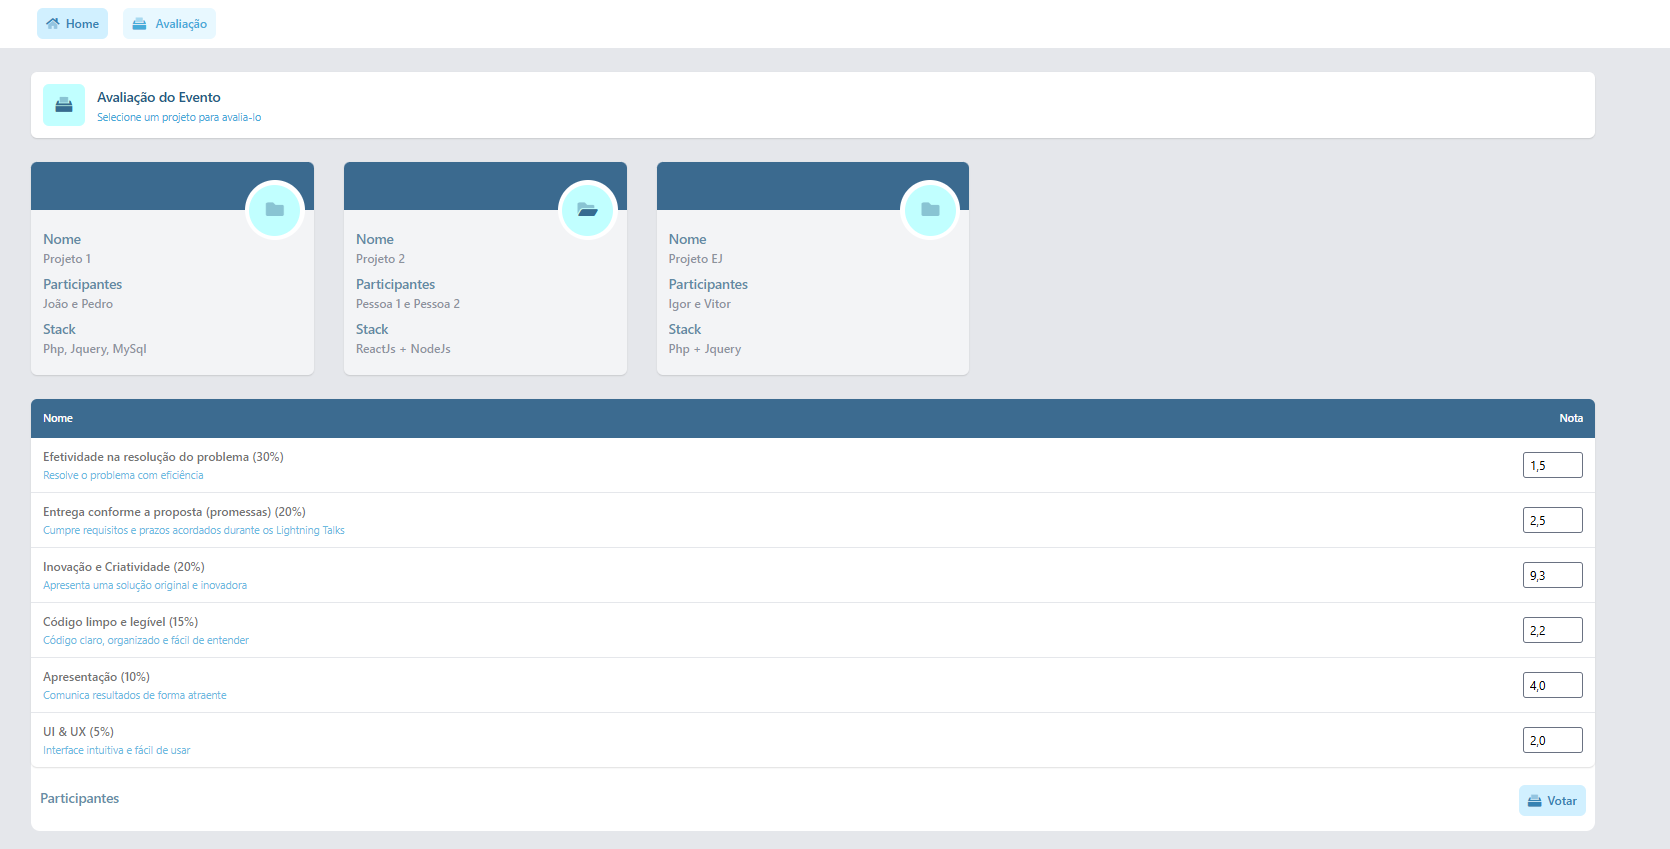 Home
Avaliação
Avaliação do Evento
Selecione um projeto para avalia-lo
Nome
Projeto 1
Participantes
João e Pedro
Stack
Php, Jquery, MySql
Nome
Projeto 2
Participantes
Pessoa 1 e Pessoa 2
Stack
ReactJs + NodeJs
Nome
Projeto EJ
Participantes
Igor e Vitor
Stack
Php + Jquery
Nome Nota
Efetividade na resolução do problema (30%)
Resolve o problema com eficiência
1,5
Entrega conforme a proposta (promessas) (20%)
Cumpre requisitos e prazos acordados durante os Lightning Talks
2,5
Inovação e Criatividade (20%)
Apresenta uma solução original e inovadora
9,3
Código limpo e legível (15%)
Código claro, organizado e fácil de entender
2,2
Apresentação (10%)
Comunica resultados de forma atraente
4,0
UI & UX (5%)
Interface intuitiva e fácil de usar
2,0
Participantes
Votar